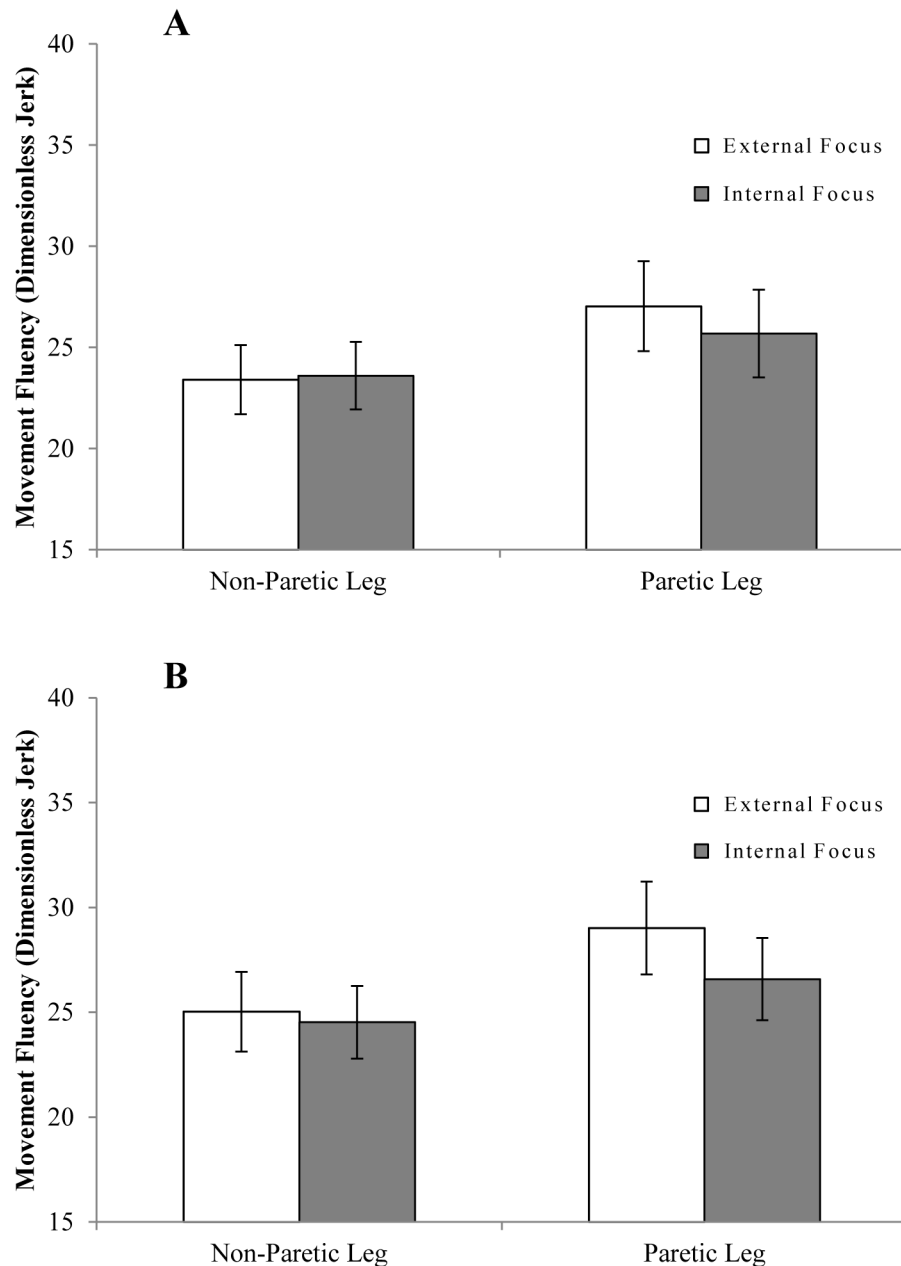 A
Movement Fluency (Dimensionless Jerk)
40
35
30
25
20
15
External Focus
Internal Focus
Non-Paretic Leg
Paretic Leg
B
Movement Fluency (Dimensionless Jerk)
40
35
30
25
20
15
External Focus
Internal Focus
Non-Paretic Leg
Paretic Leg